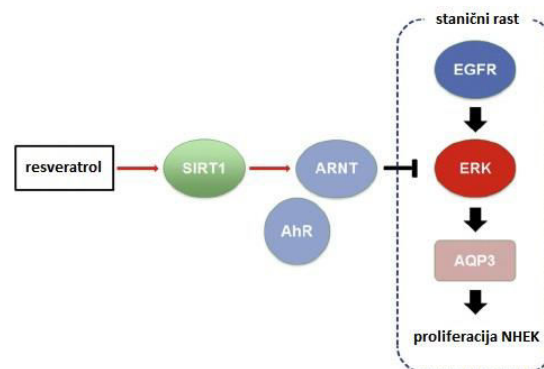 stanični rast
EGFR
resveratrol
SIRT1
ARNT
ERK
AhR
AQP3
proliferacija NHEK